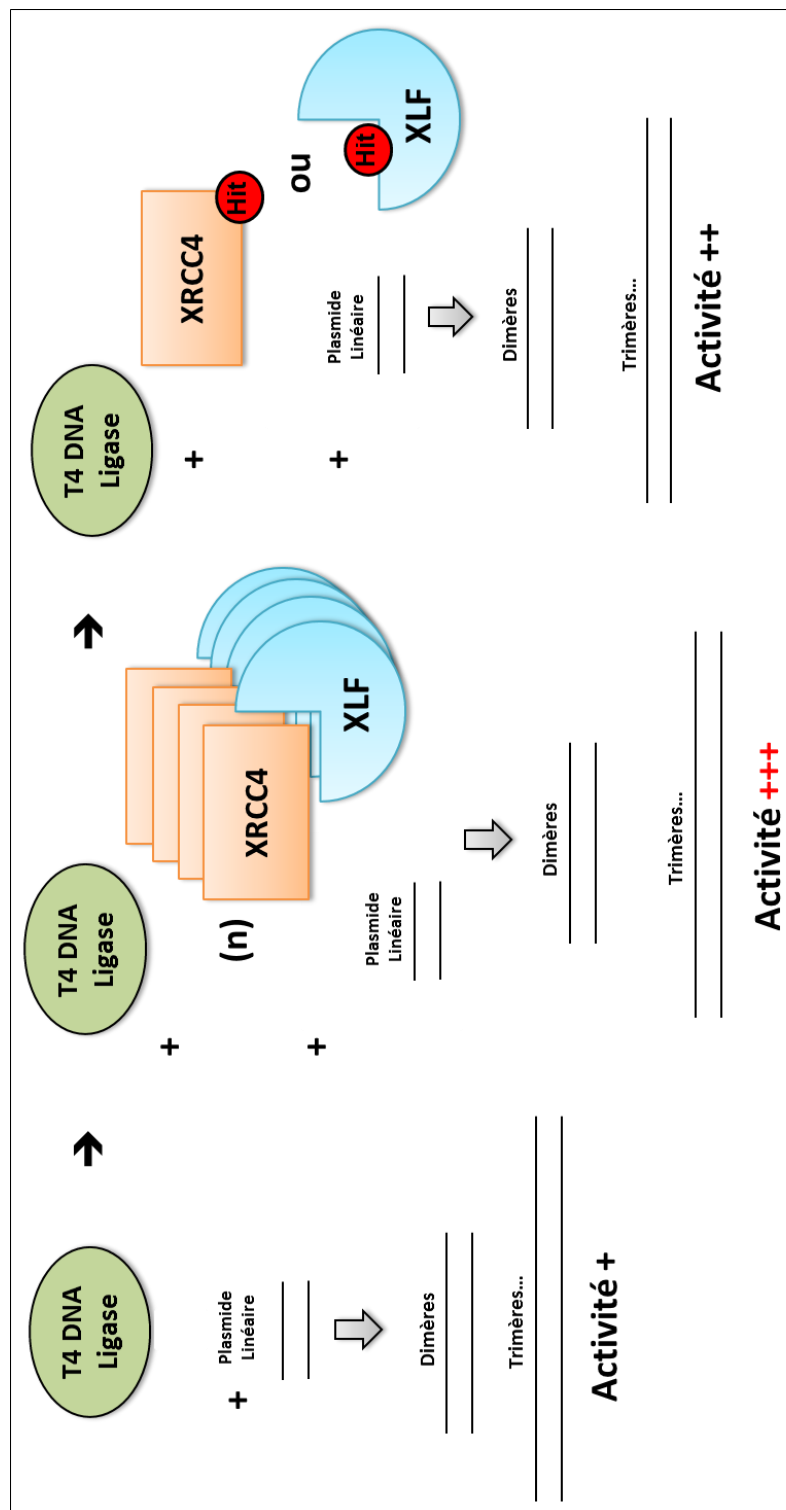 T4 DNA
Ligase
+
Plasmide
Linéaire
Dimères
Trimères...
Activité +
➔
T4 DNA
Ligase
+
(n)
XRCC4
XLF
+
Plasmide
Linéaire
Dimères
Trimères...
Activité +++
➔
T4 DNA
Ligase
+
XRCC4
Hit
ou
Hit
XLF
+
Plasmide
Linéaire
Dimères
Trimères...
Activité ++